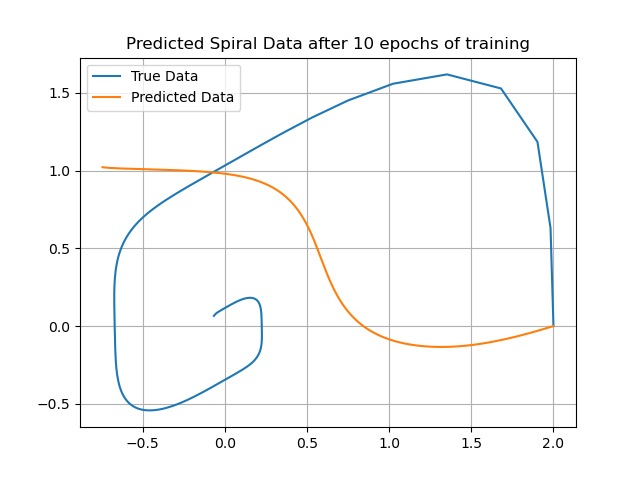 Predicted Spiral Data after 10 epochs of training
True Data
Predicted Data
1.5
1.0
0.5
0.0
−0.5
−0.5 0.0 0.5 1.0 1.5 2.0